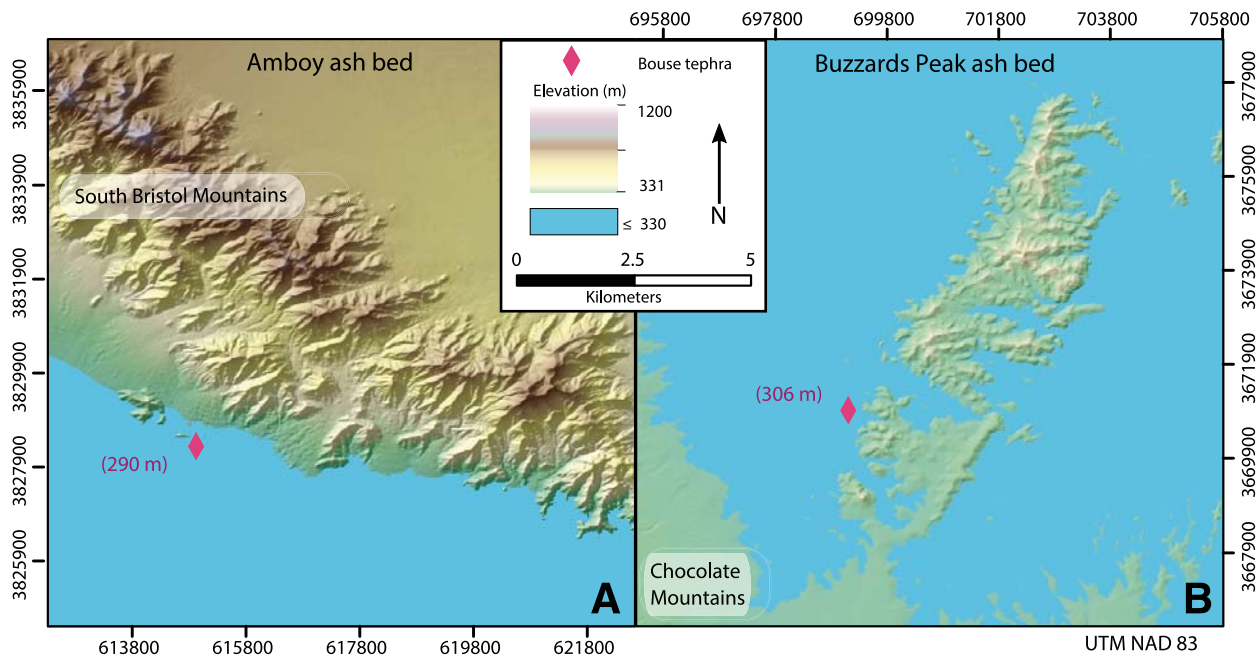 695800 697800 699800 701800 703800 705800
Amboy ash bed
Bouse tephra
Elevation (m)
1200
331
≤ 330
N
0 2.5 5
Kilometers
Buzzards Peak ash bed
3835900
3833900
3831900
3829900
3827900
3825900
South Bristol Mountains
(290 m)
A
613800 615800 617800 619800 621800
3677900
3675900
3673900
3671900
3669900
3667900
(306 m)
Chocolate
Mountains
B
UTM NAD 83